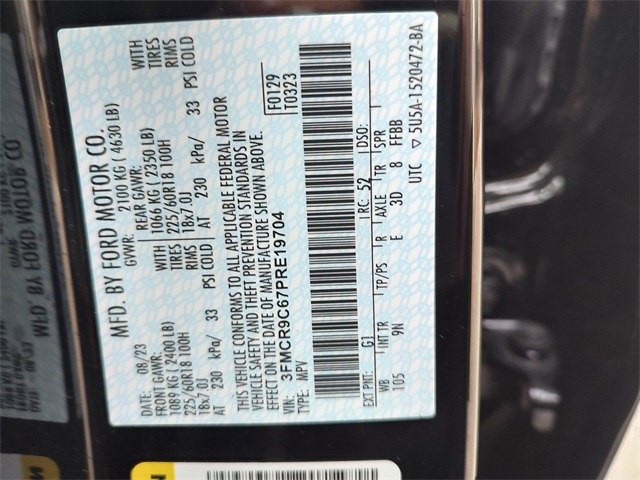 MFD. BY FORD MOTOR CO.
DATE: 08/23 GVWR: 2100 KG ( 4630 LB)
FRONT GAWR: REAR GAWR:
1089 KG ( 2400 LB) WITH 1066 KG ( 2350 LB) WITH
225/60R18 100H TIRES 225/60R18 100H TIRES
18x7.0J RIMS 18x7.0J RIMS
AT 230 kPa/ 33 PSI COLD AT 230 kPa/ 33 PSI COLD
THIS VEHICLE CONFORMS TO ALL APPLICABLE FEDERAL MOTOR
VEHICLE SAFETY AND THEFT PREVENTION STANDARDS IN
EFFECT ON THE DATE OF MANUFACTURE SHOWN ABOVE.
VIN: 3FMCR9C67PRE19704 F0129
TYPE: MPV T0323
EXT PNT: G1 RC: 52 DSO:
WB INT TR TP/PS R AXLE TR SPR
105 9N E 3D 8 FFBB
UTC ▽ 5U5A-1520472-BA